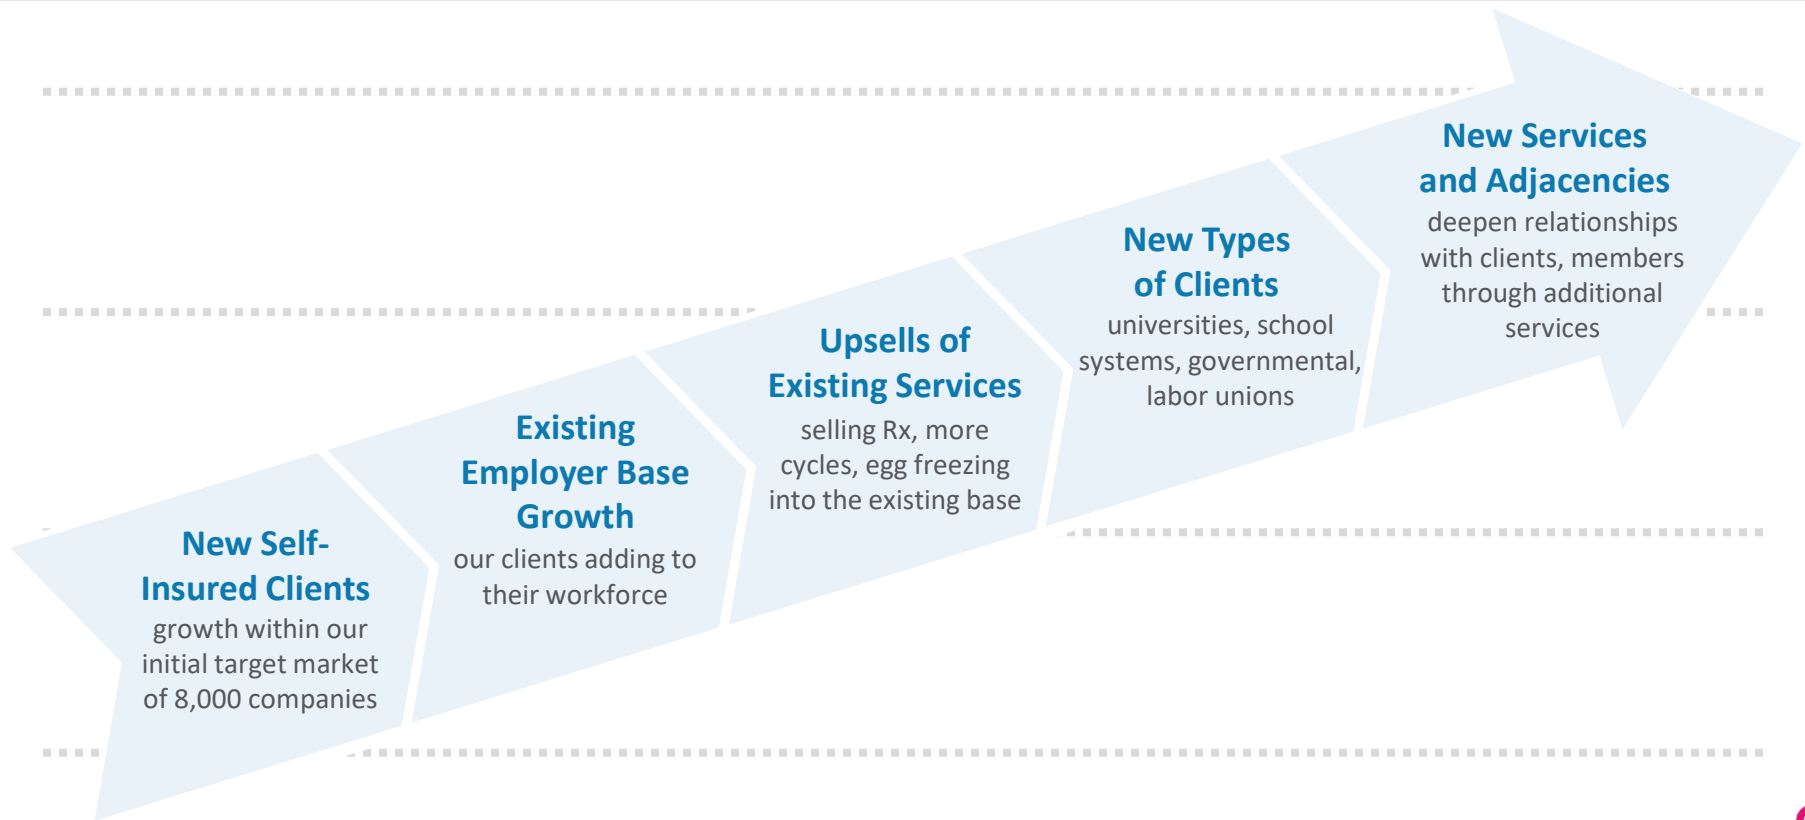 New Self-
Insured Clients
growth within our
initial target market
of 8,000 companies
Existing
Employer Base
Growth
our clients adding to
their workforce
Upsells of
Existing Services
selling Rx, more
cycles, egg freezing
into the existing base
New Types
of Clients
universities, school
systems, governmental,
labor unions
New Services
and Adjacencies
deepen relationships
with clients, members
through additional
services